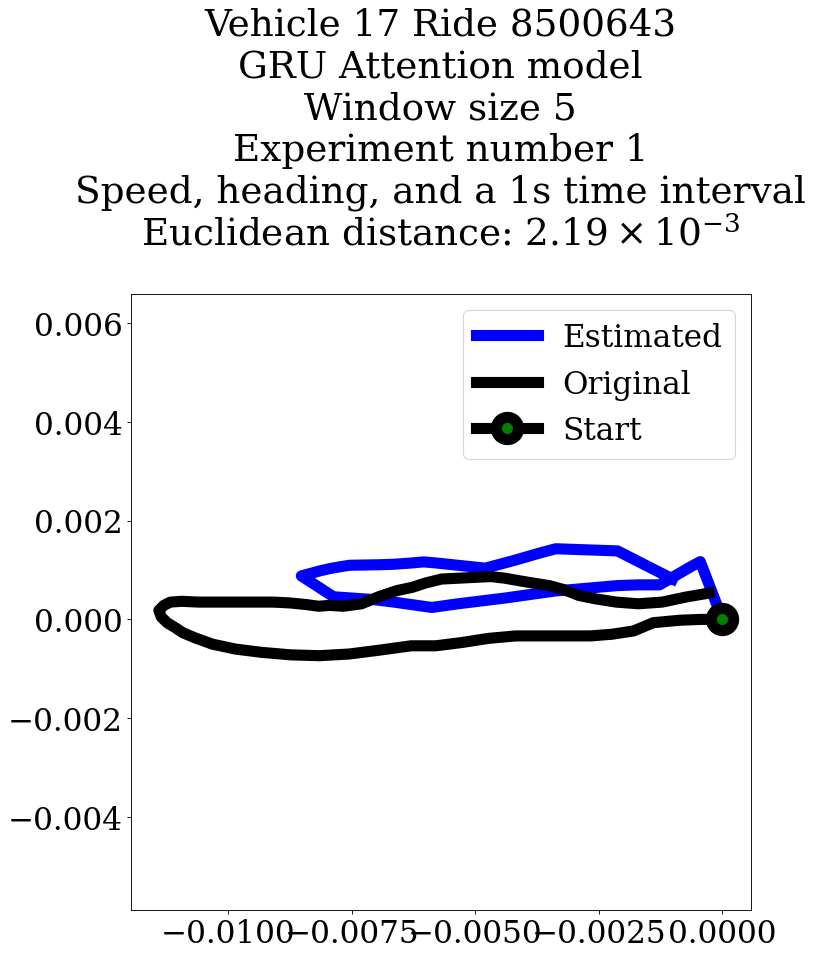 Vehicle 17 Ride 8500643
GRU Attention model
Window size 5
Experiment number 1
Speed, heading, and a 1s time interval
Euclidean distance: 2.19 × 10⁻³
Estimated
Original
Start
0.006
0.004
0.002
0.000
−0.002
−0.004
−0.0100 −0.0075 −0.0050 −0.0025 0.0000